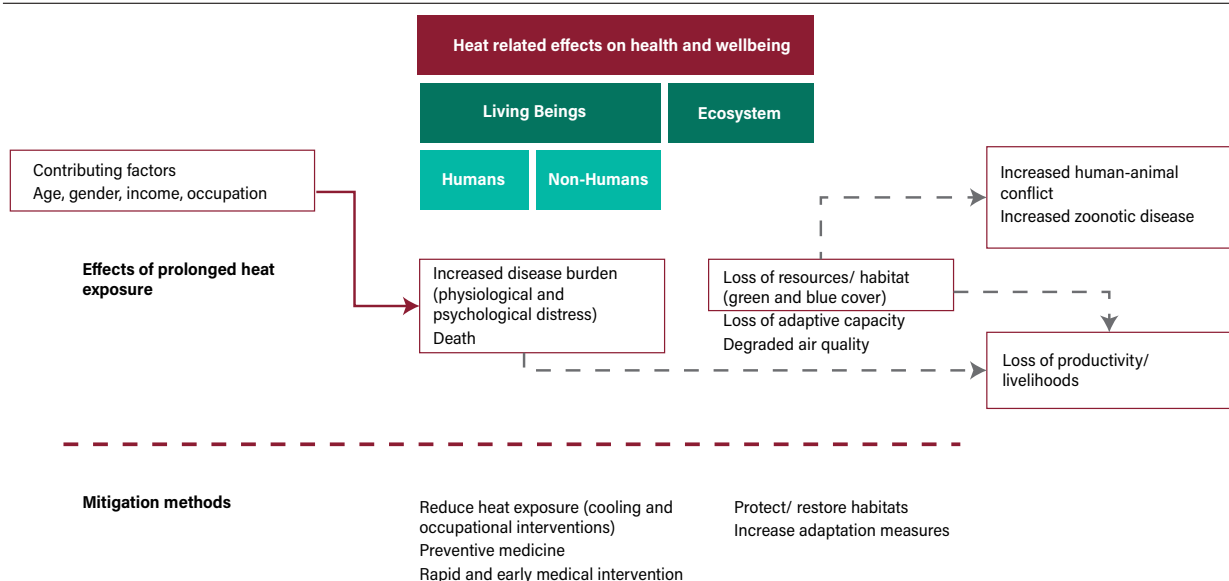 Heat related effects on health and wellbeing
Living Beings
Ecosystem
Humans
Non-Humans
Contributing factors
Age, gender, income, occupation
Increased human-animal
conflict
Increased zoonotic disease
Effects of prolonged heat
exposure
Increased disease burden
(physiological and
psychological distress)
Death
Loss of resources/ habitat
(green and blue cover)
Loss of adaptive capacity
Degraded air quality
Loss of productivity/
livelihoods
Mitigation methods
Reduce heat exposure (cooling and
occupational interventions)
Preventive medicine
Rapid and early medical intervention
Protect/ restore habitats
Increase adaptation measures